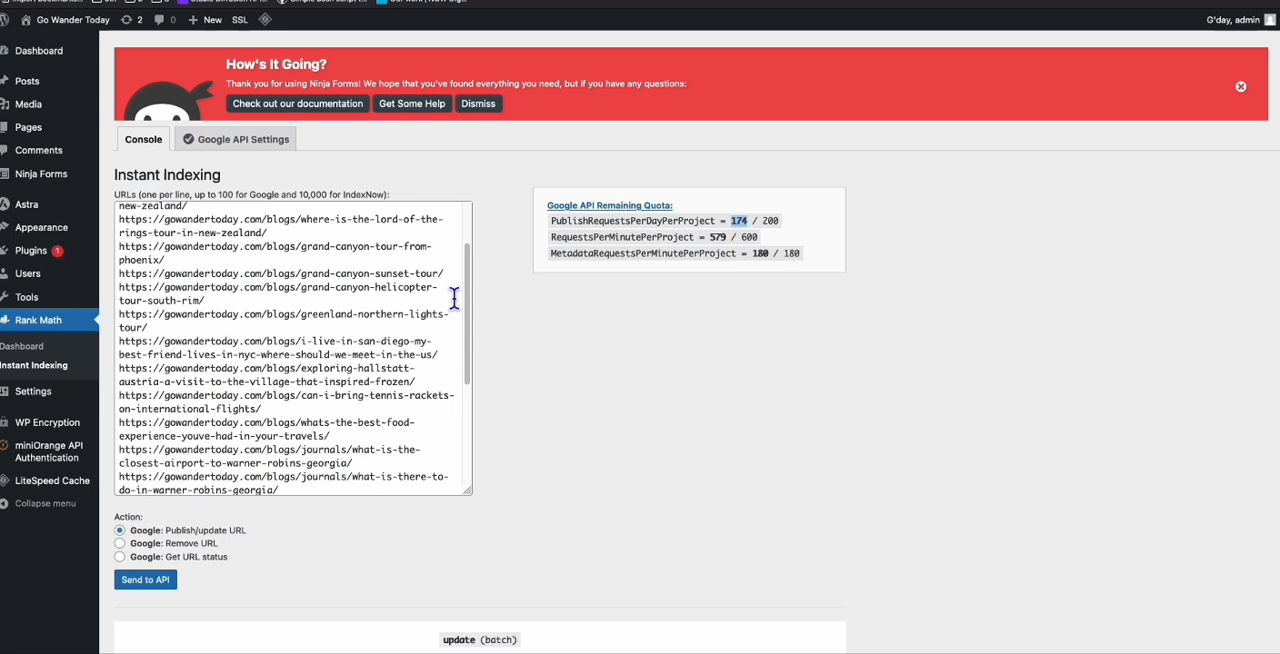 Go Wander Today 2 0 + New SSL G'day, admin
Dashboard
Posts
Media
Pages
Comments
Ninja Forms
Astra
Appearance
Plugins 1
Users
Tools
Rank Math
Dashboard
Instant Indexing
Settings
WP Encryption
miniOrange API
Authentication
LiteSpeed Cache
Collapse menu
How's It Going?
Thank you for using Ninja Forms! We hope that you've found everything you need, but if you have any questions:
Check out our documentation Get Some Help Dismiss
Console Google API Settings
Instant Indexing
URLs (one per line, up to 100 for Google and 10,000 for IndexNow):
new-zealand/
https://gowandertoday.com/blogs/where-is-the-lord-of-the-
rings-tour-in-new-zealand/
https://gowandertoday.com/blogs/grand-canyon-tour-from-
phoenix/
https://gowandertoday.com/blogs/grand-canyon-sunset-tour/
https://gowandertoday.com/blogs/grand-canyon-helicopter-
tour-south-rim/
https://gowandertoday.com/blogs/greenland-northern-lights-
tour/
https://gowandertoday.com/blogs/i-live-in-san-diego-my-
best-friend-lives-in-nyc-where-should-we-meet-in-the-us/
https://gowandertoday.com/blogs/exploring-hallstatt-
austria-a-visit-to-the-village-that-inspired-frozen/
https://gowandertoday.com/blogs/can-i-bring-tennis-rackets-
on-international-flights/
https://gowandertoday.com/blogs/whats-the-best-food-
experience-youve-had-in-your-travels/
https://gowandertoday.com/blogs/journals/what-is-the-
closest-airport-to-warner-robins-georgia/
https://gowandertoday.com/blogs/journals/what-is-there-to-
do-in-warner-robins-georgia/
Google API Remaining Quota:
PublishRequestsPerDayPerProject = 174 / 200
RequestsPerMinutePerProject = 579 / 600
MetadataRequestsPerMinutePerProject = 180 / 180
Action:
Google: Publish/update URL
Google: Remove URL
Google: Get URL status
Send to API
update (batch)